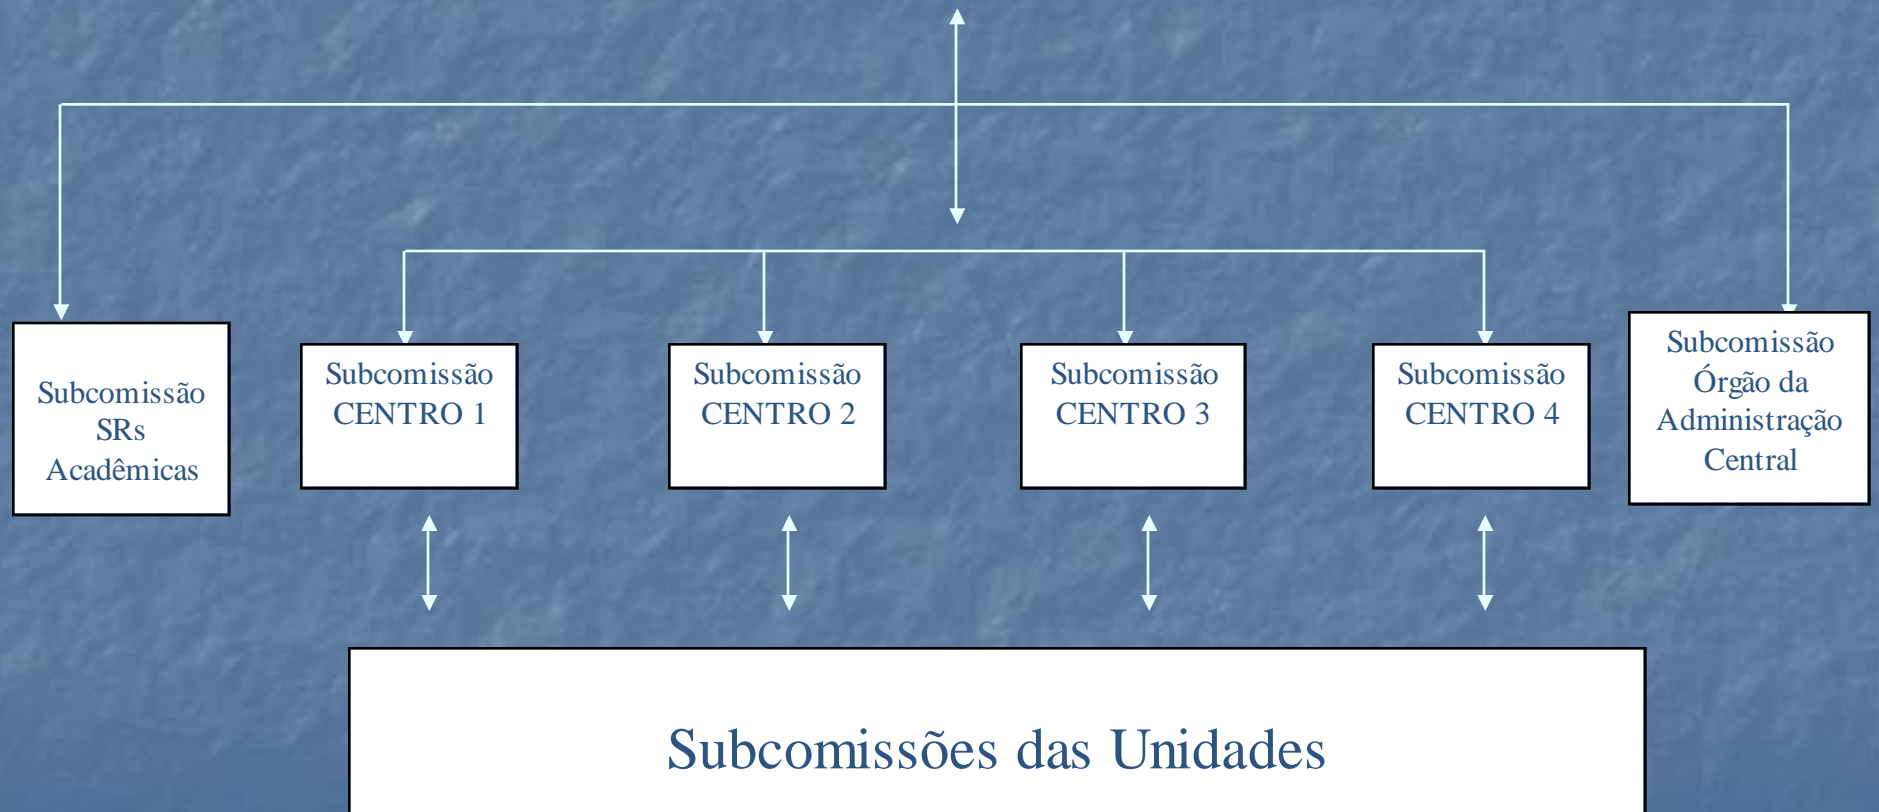 Subcomissão
SRs
Acadêmicas
Subcomissão
CENTRO 1
Subcomissão
CENTRO 2
Subcomissão
CENTRO 3
Subcomissão
CENTRO 4
Subcomissão
Órgão da
Administração
Central
Subcomissões das Unidades